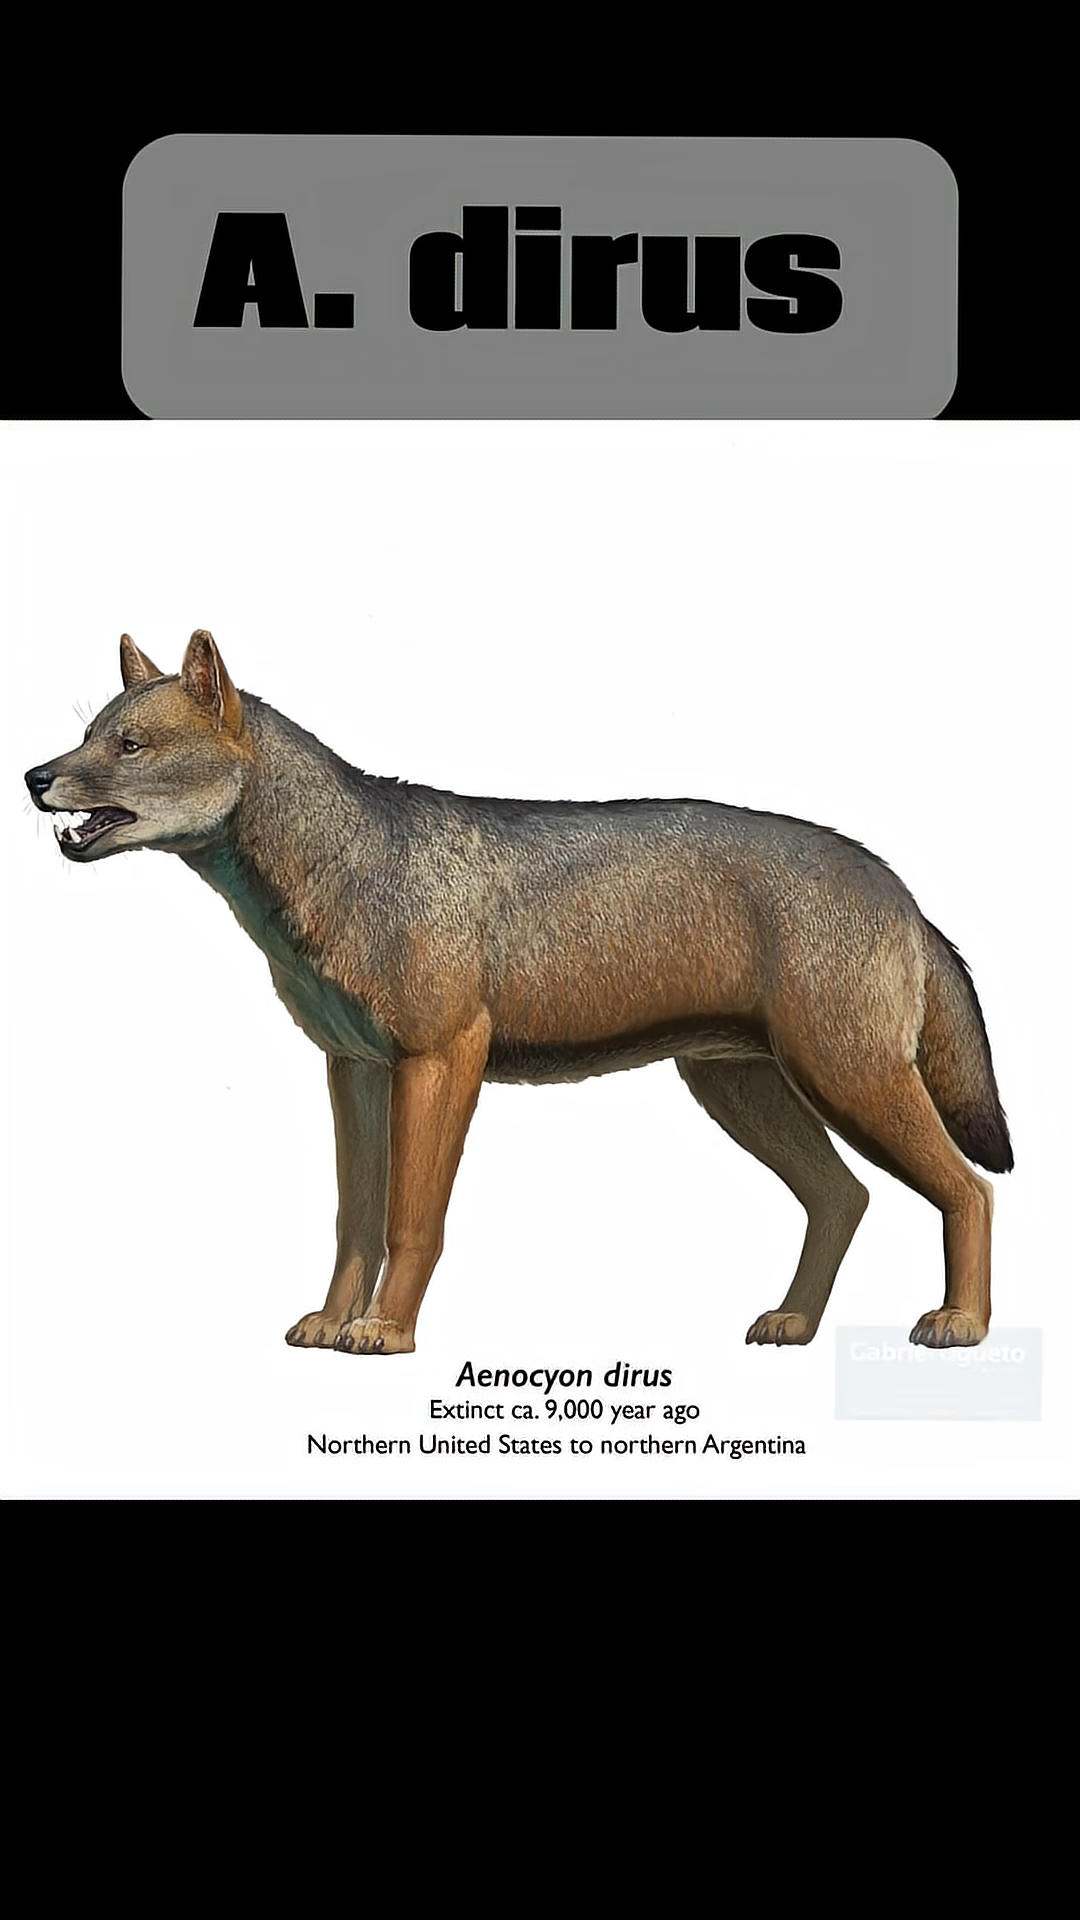 A. dirus
Aenocyon dirus
Extinct ca. 9,000 year ago
Northern United States to northern Argentina